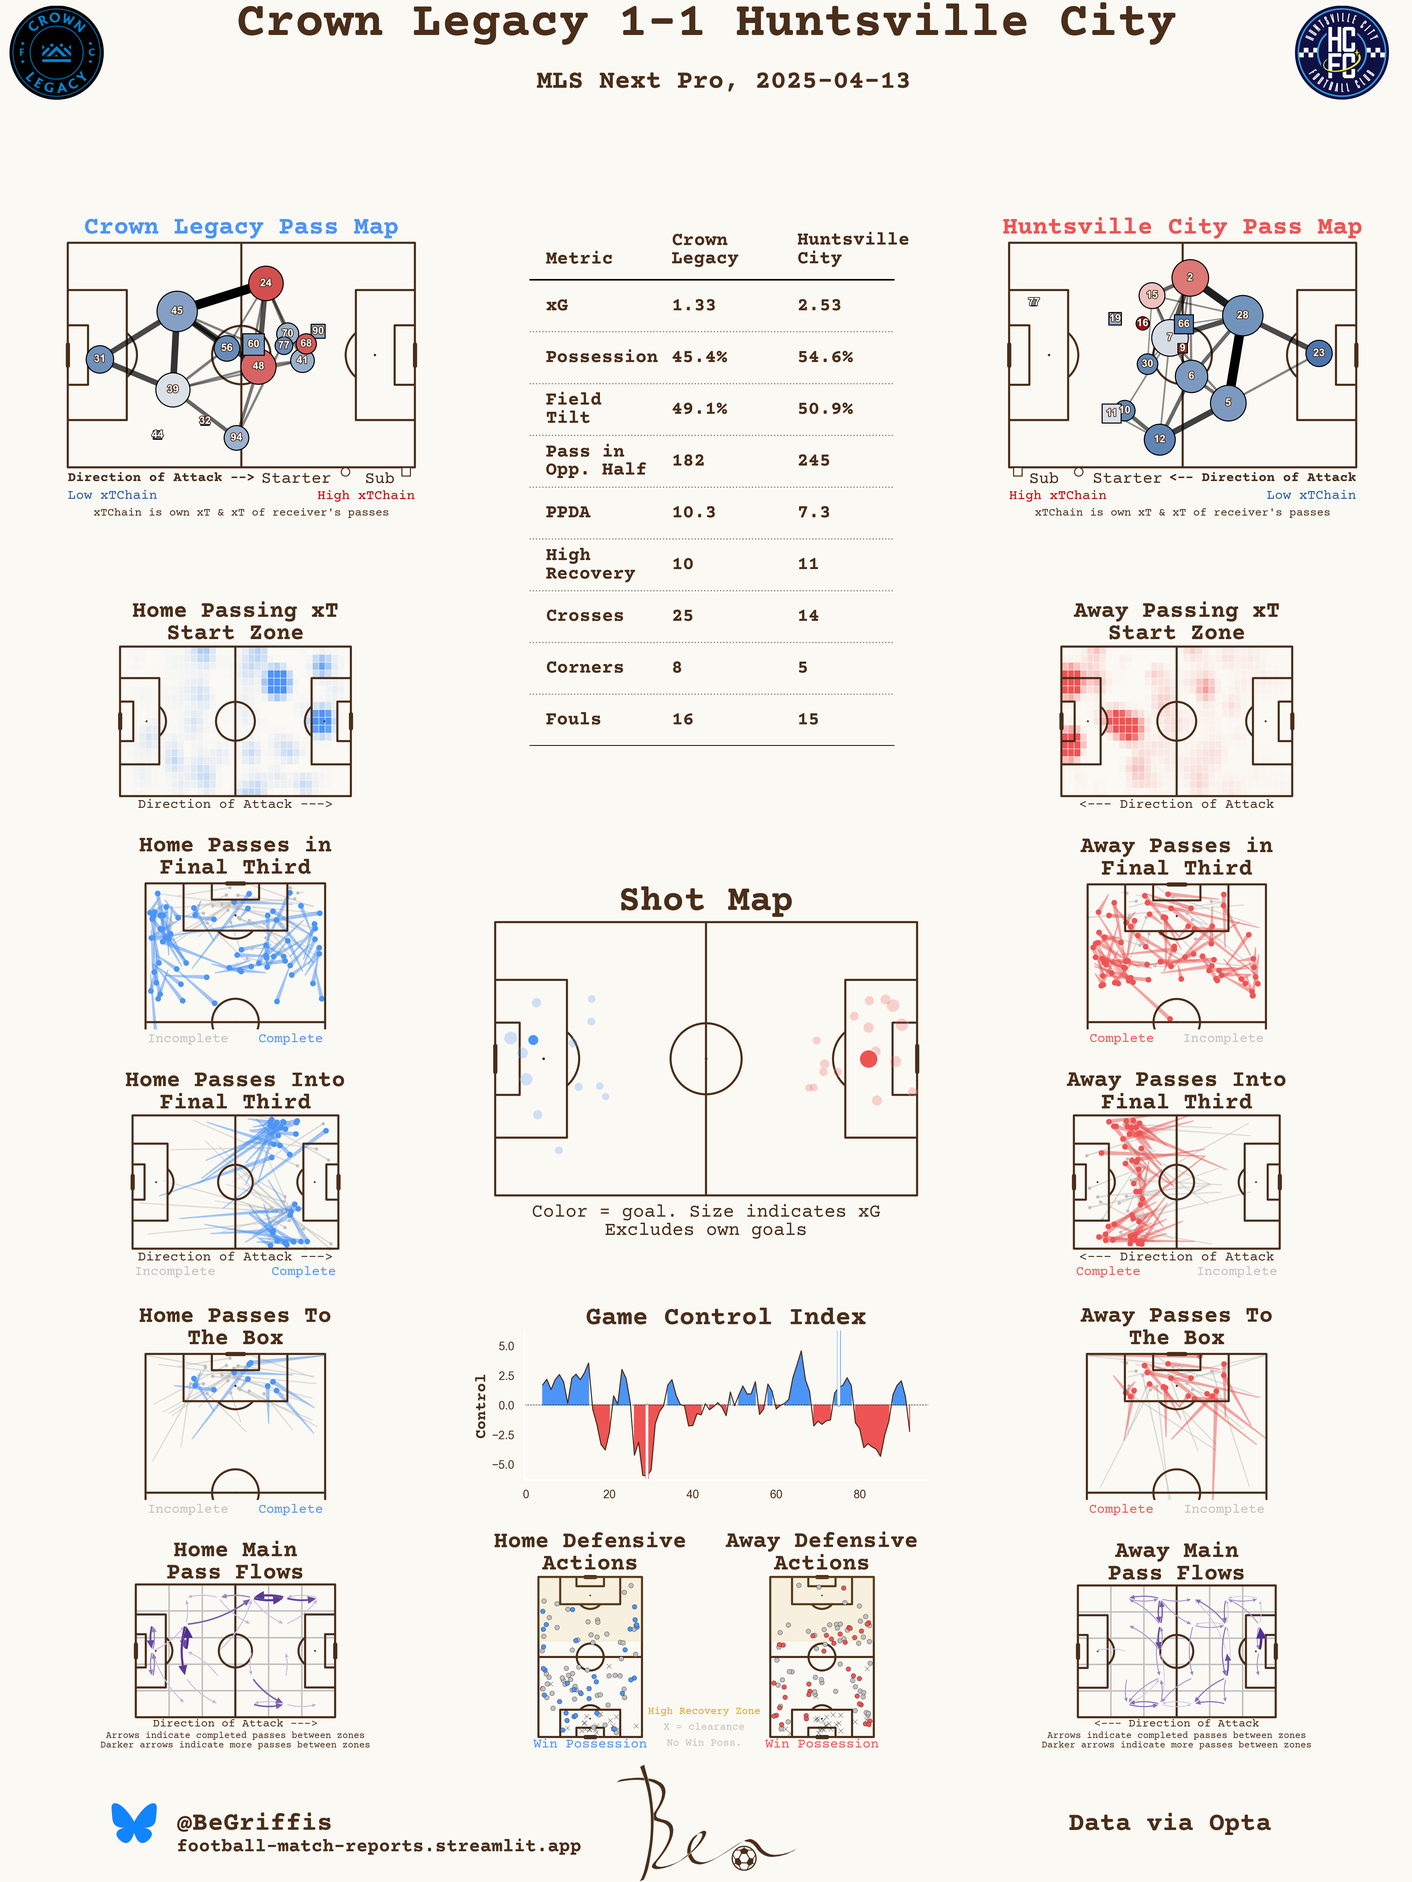 Crown Legacy 1-1 Huntsville City
MLS Next Pro, 2025-04-13
CROWN
F C
LEGACY
HUNTSVILLE CITY
HC
FC
FOOTBALL CLUB
Crown Legacy Pass Map
24
45
70
90
56
60
77
68
31
48
41
39
32
44
94
Direction of Attack --> Starter Sub
Low xTChain High xTChain
xTChain is own xT & xT of receiver's passes
Metric Crown Legacy Huntsville City
xG 1.33 2.53
Possession 45.4% 54.6%
Field Tilt 49.1% 50.9%
Pass in Opp. Half 182 245
PPDA 10.3 7.3
High Recovery 10 11
Crosses 25 14
Corners 8 5
Fouls 16 15
Huntsville City Pass Map
2
15
77
19
16
66
28
7
9
23
30
6
5
11
10
12
Sub Starter <-- Direction of Attack
High xTChain Low xTChain
xTChain is own xT & xT of receiver's passes
Home Passing xT
Start Zone
Direction of Attack --->
Away Passing xT
Start Zone
<--- Direction of Attack
Home Passes in
Final Third
Incomplete Complete
Away Passes in
Final Third
Complete Incomplete
Shot Map
Color = goal. Size indicates xG
Excludes own goals
Home Passes Into
Final Third
Direction of Attack --->
Incomplete Complete
Away Passes Into
Final Third
<--- Direction of Attack
Complete Incomplete
Home Passes To
The Box
Incomplete Complete
Game Control Index
Control
5.0
2.5
0.0
−2.5
−5.0
0 20 40 60 80
Away Passes To
The Box
Complete Incomplete
Home Main
Pass Flows
Direction of Attack --->
Arrows indicate completed passes between zones
Darker arrows indicate more passes between zones
Home Defensive
Actions
Win Possession
High Recovery Zone
X = clearance
No Win Poss.
Away Defensive
Actions
Win Possession
Away Main
Pass Flows
<--- Direction of Attack
Arrows indicate completed passes between zones
Darker arrows indicate more passes between zones
@BeGriffis
football-match-reports.streamlit.app
Ben
Data via Opta